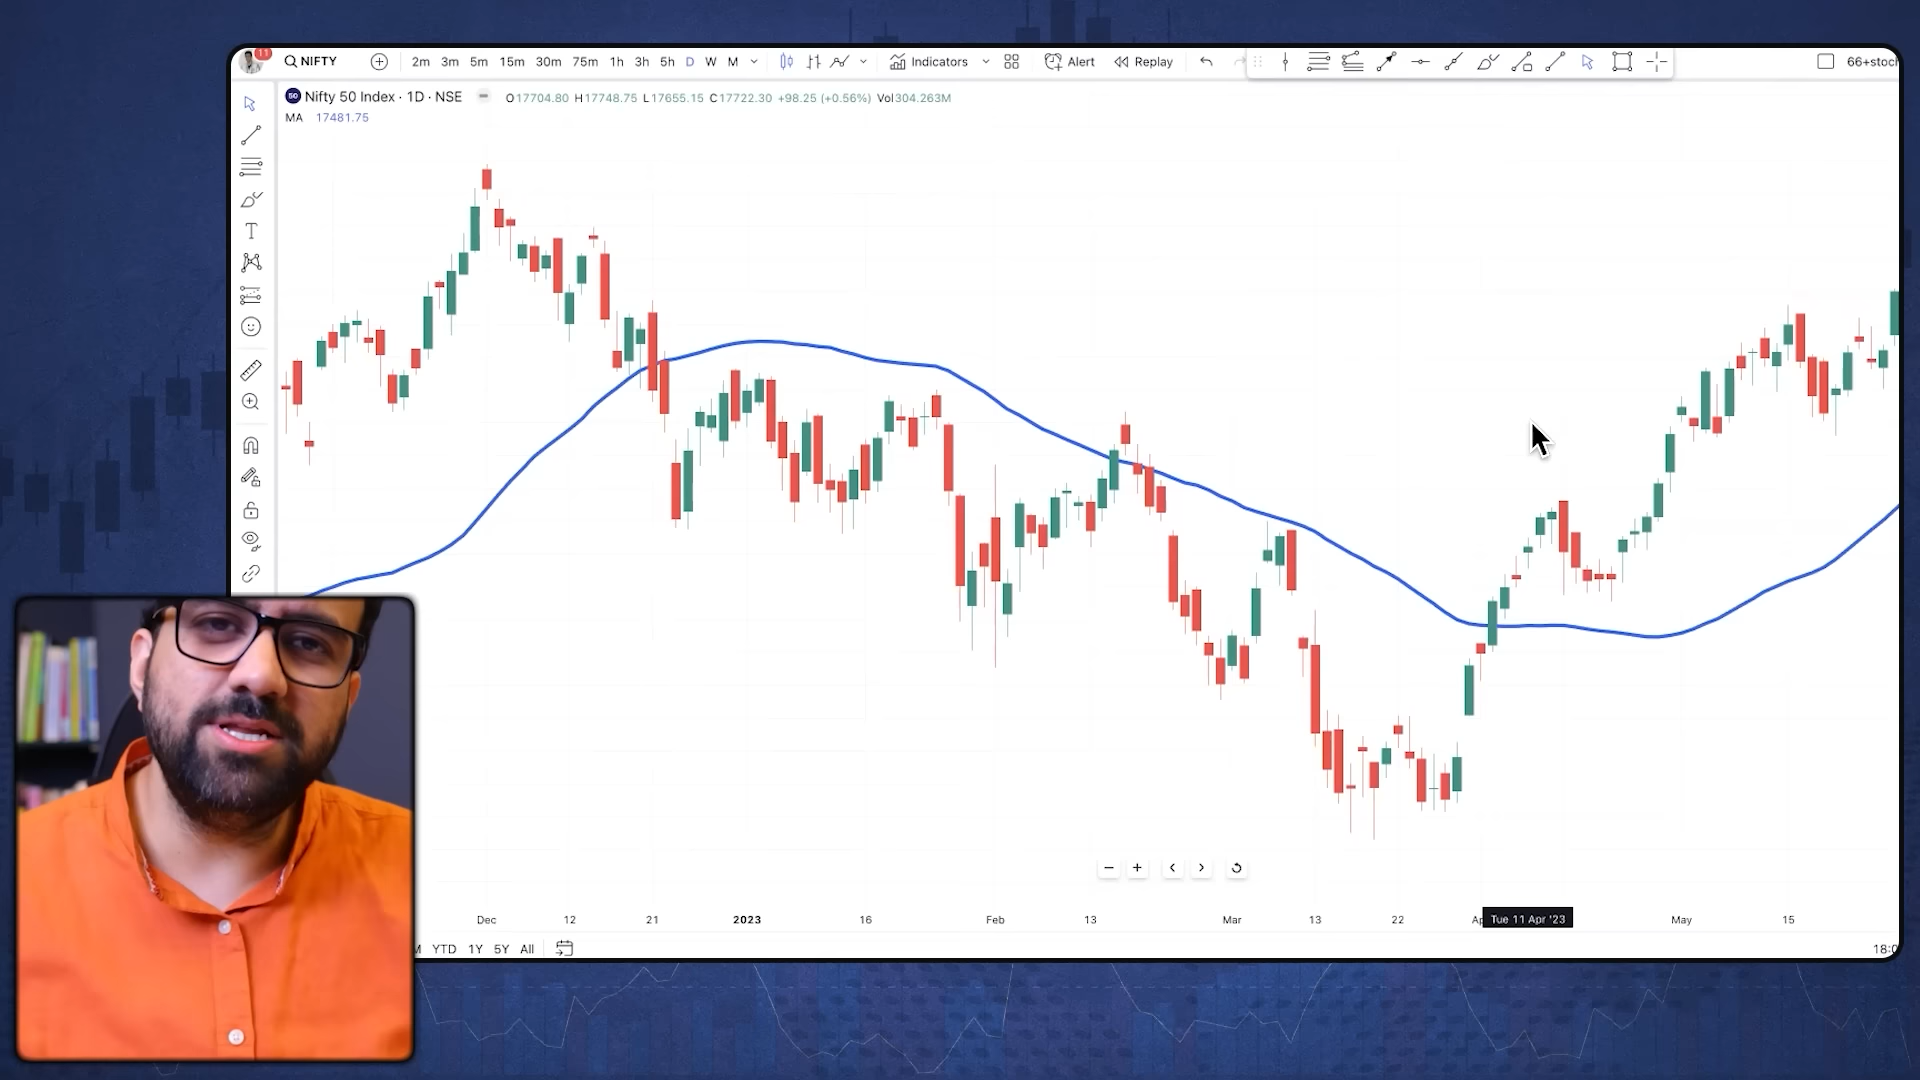 11
NIFTY
2m 3m 5m 15m 30m 75m 1h 3h 5h D W M
Indicators
Alert
Replay
50 Nifty 50 Index · 1D · NSE
O17704.80 H17748.75 L17655.15 C17722.30 +98.25 (+0.56%) Vol304.263M
MA 17481.75
T
Dec 12 21 2023 16 Feb 13 Mar 13 22 Tue 11 Apr '23 May 15
YTD 1Y 5Y All